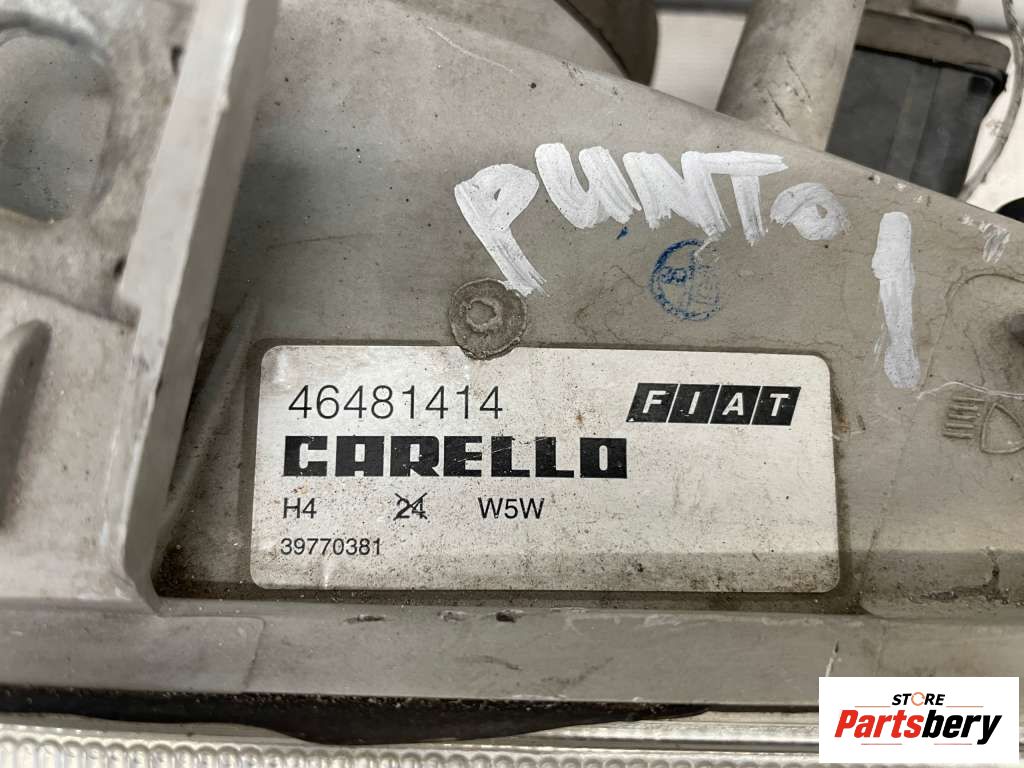 PUNTO
1
46481414
FIAT
CARELLO
H4 24 W5W
39770381
STORE
Partsbery